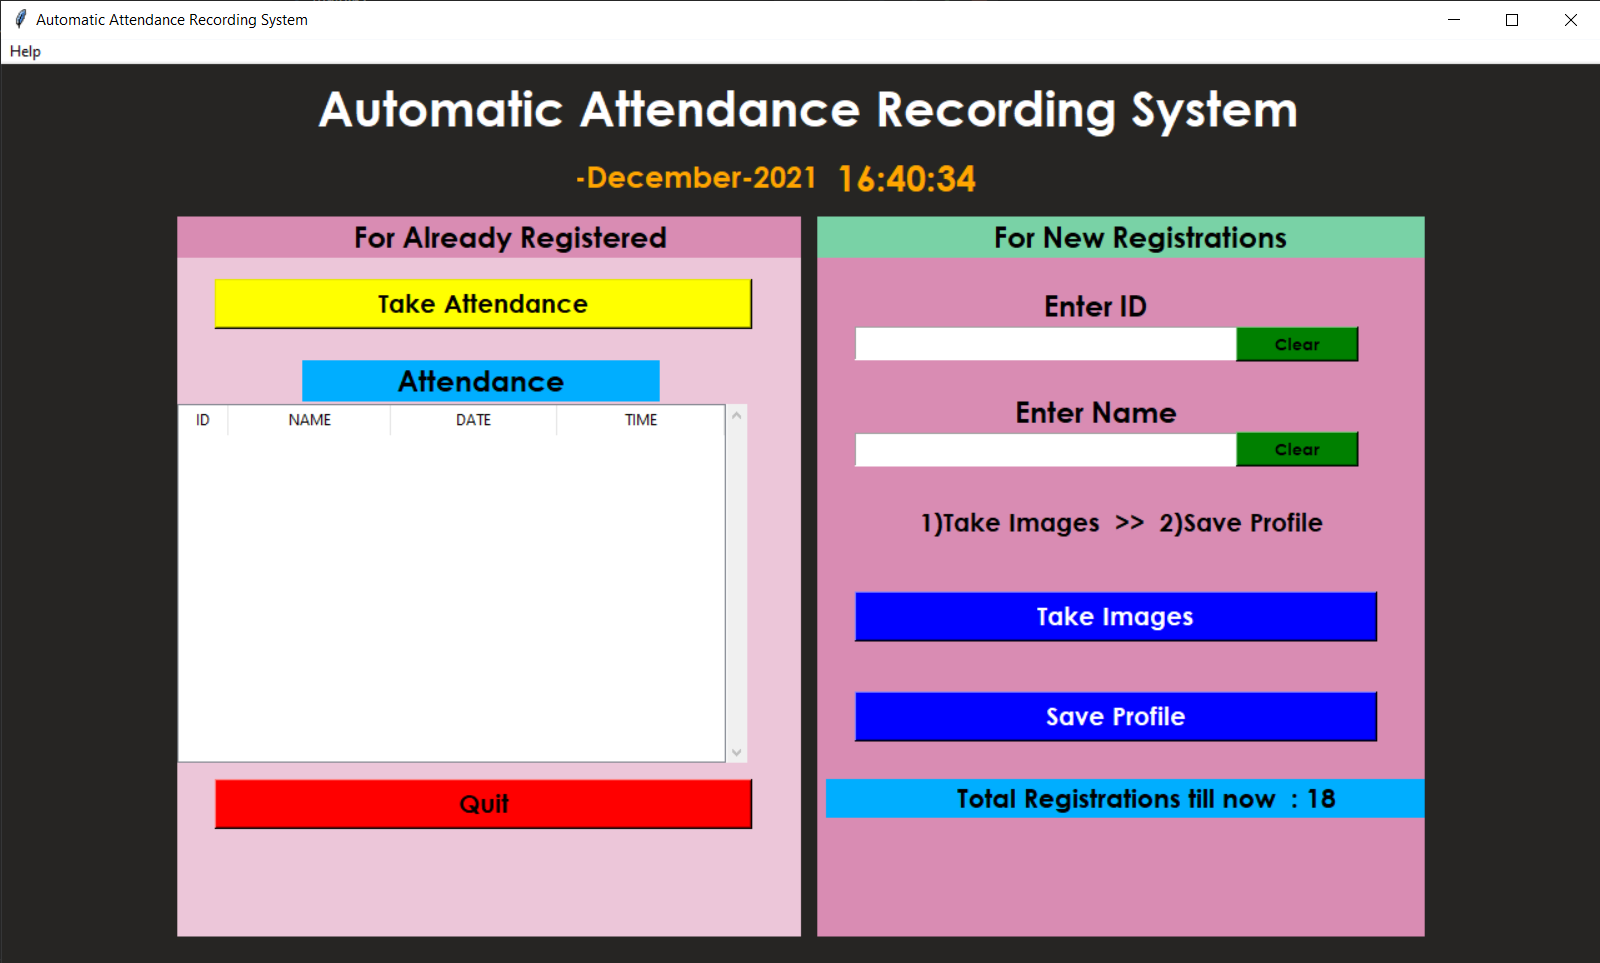 Automatic Attendance Recording System
Help
Automatic Attendance Recording System
-December-2021 16:40:34
For Already Registered
Take Attendance
Attendance
ID NAME DATE TIME
Quit
For New Registrations
Enter ID
Clear
Enter Name
Clear
1)Take Images >> 2)Save Profile
Take Images
Save Profile
Total Registrations till now : 18